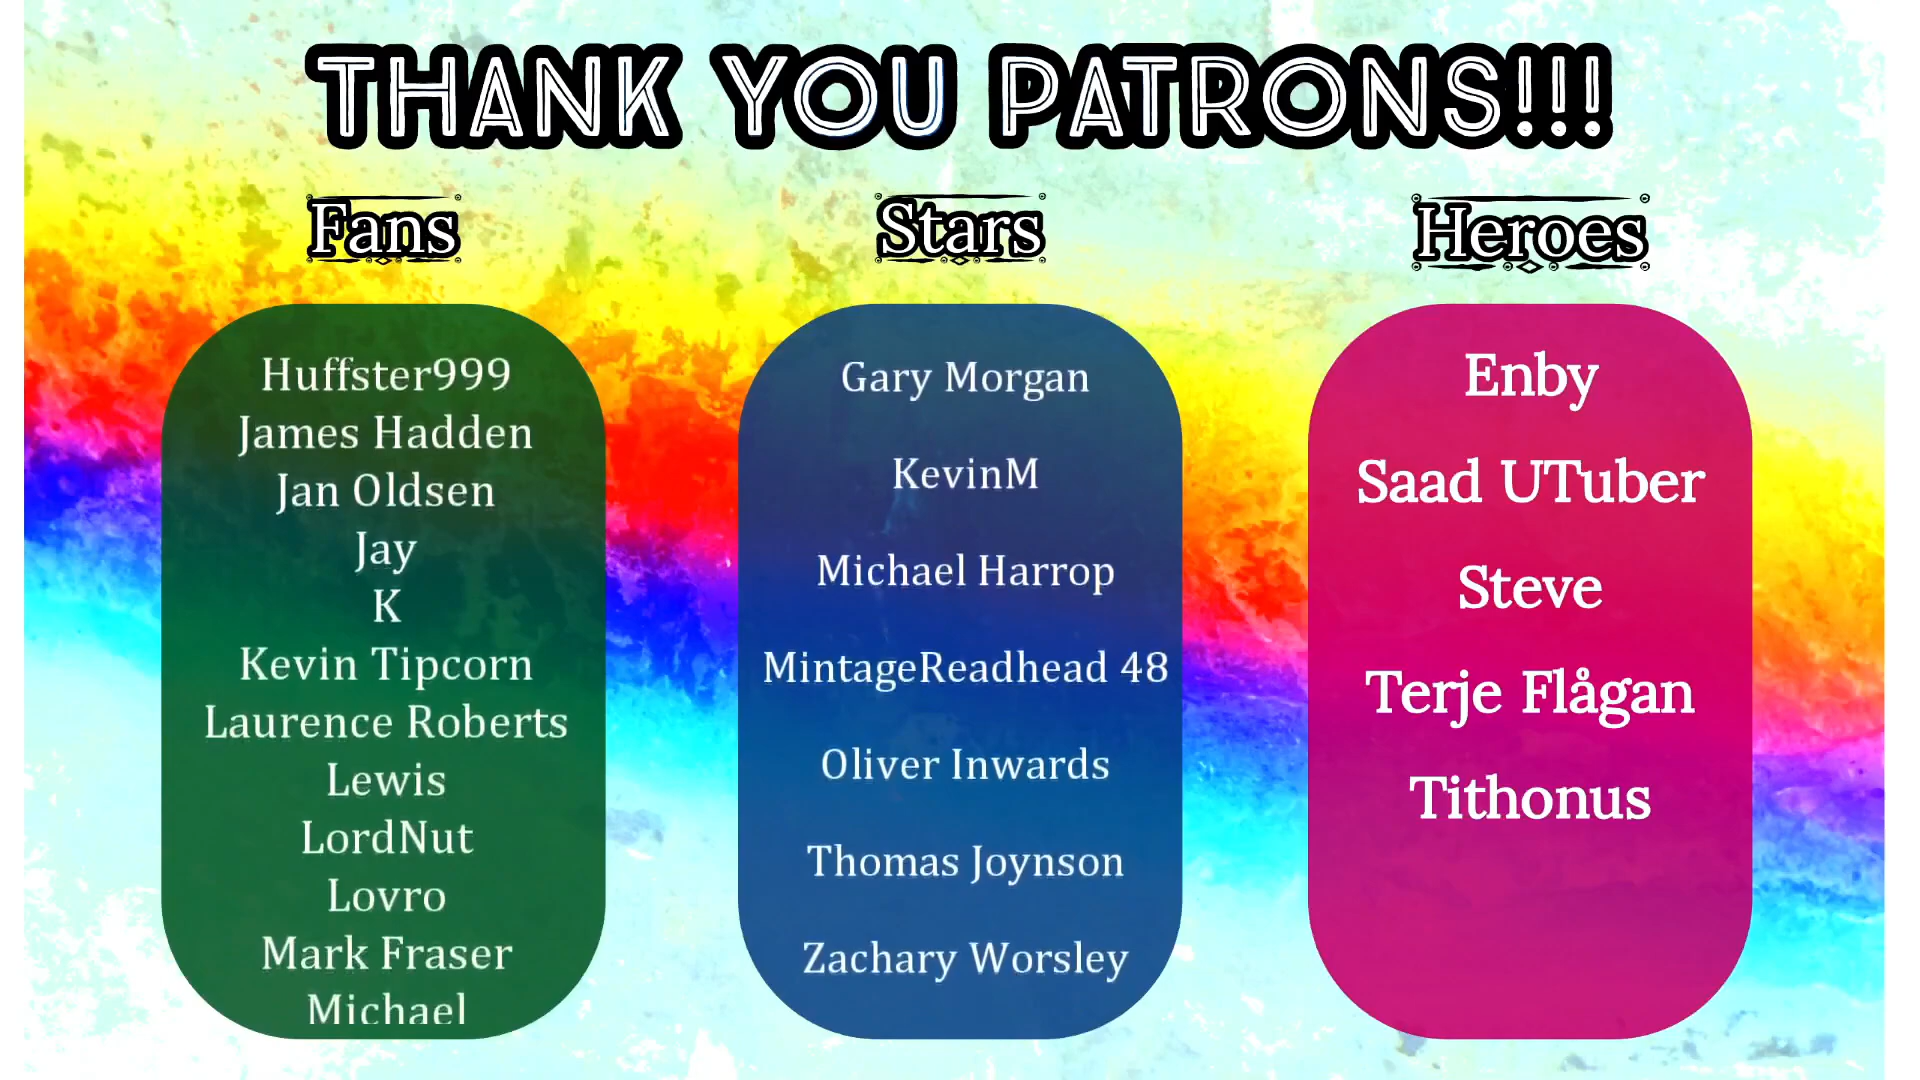 THANK YOU PATRONS!!!
Fans
Huffster999
James Hadden
Jan Oldsen
Jay
K
Kevin Tipcorn
Laurence Roberts
Lewis
LordNut
Lovro
Mark Fraser
Michael
Stars
Gary Morgan
KevinM
Michael Harrop
MintageReadhead 48
Oliver Inwards
Thomas Joynson
Zachary Worsley
Heroes
Enby
Saad UTuber
Steve
Terje Flågan
Tithonus